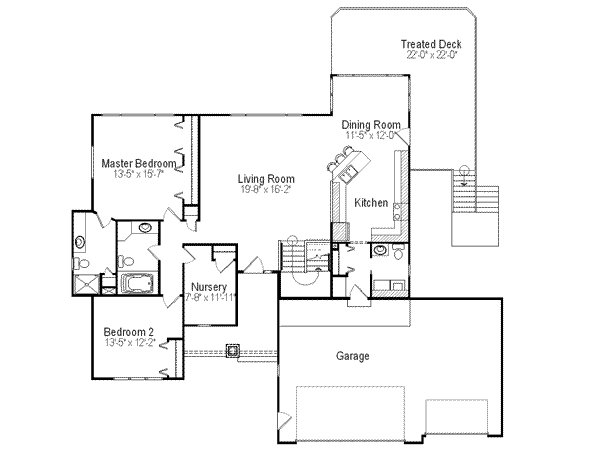 Treated Deck
22'-0" x 22'-0"
Dining Room
11'-5" x 12'-0"
Master Bedroom
13'-5" x 15'-7"
Living Room
19'-8" x 16'-2"
Kitchen
Nursery
7'-8" x 11'-11"
Bedroom 2
13'-5" x 12'-2"
Garage